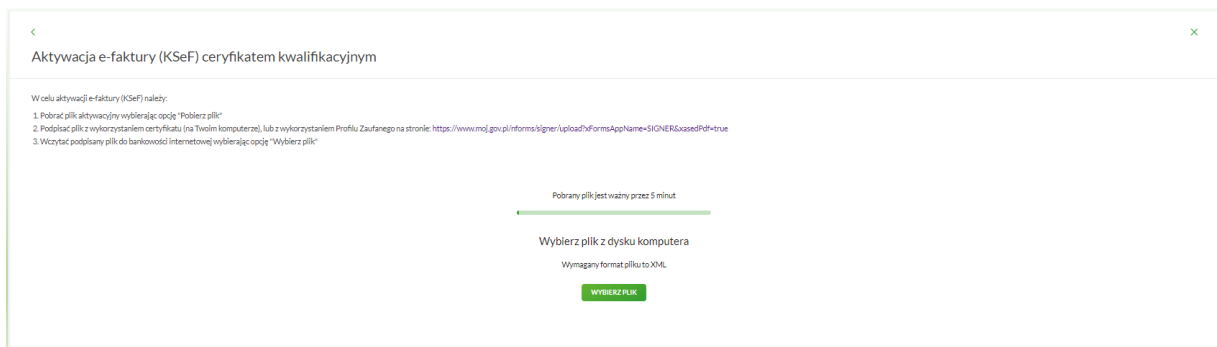 Aktywacja e-faktury (KSeF) ceryfikatem kwalifikacyjnym
W celu aktywacji e-faktury (KSeF) należy:
1. Pobrać plik aktywacyjny wybierając opcję "Pobierz plik"
2. Podpisać plik z wykorzystaniem certyfikatu (na Twoim komputerze), lub z wykorzystaniem Profilu Zaufanego na stronie: https://www.moj.gov.pl/nforms/signer/upload?xFormsAppName=SIGNER&xasedPdf=true
3. Wczytać podpisany plik do bankowości internetowej wybierając opcję "Wybierz plik"
Pobrany plik jest ważny przez 5 minut
Wybierz plik z dysku komputera
Wymagany format pliku to XML
WYBIERZ PLIK